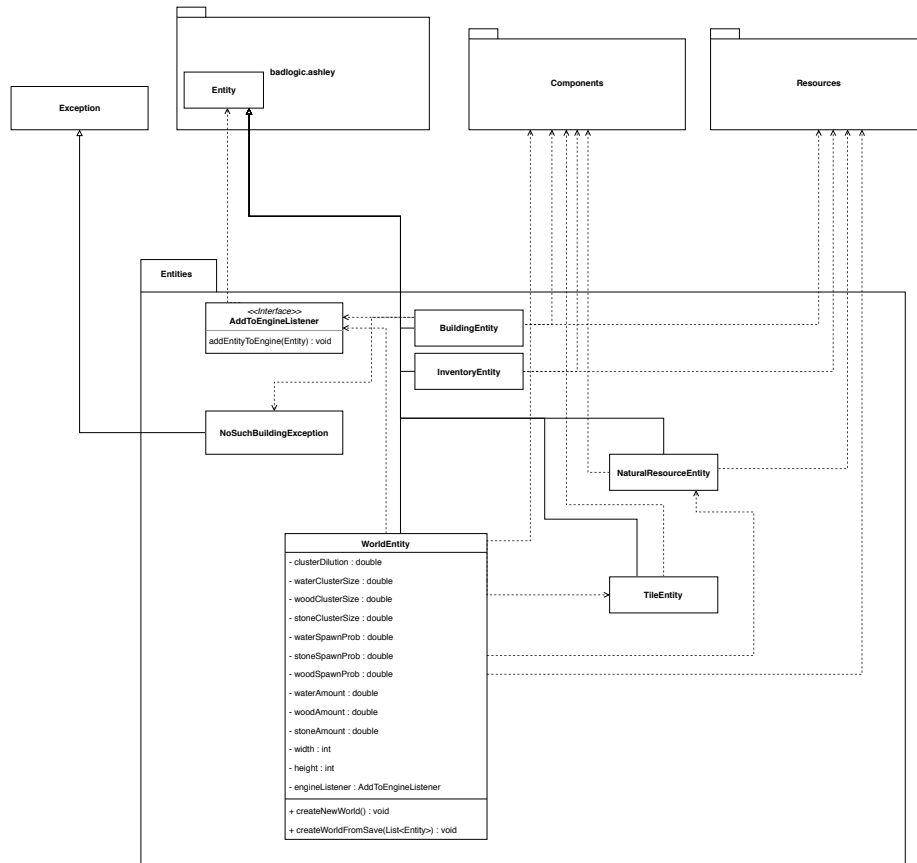 badlogic.ashley
Entity
Components
Resources
Exception
Entities
<<Interface>>
AddToEngineListener
addEntityToEngine(Entity) : void
BuildingEntity
InventoryEntity
NoSuchBuildingException
NaturalResourceEntity
WorldEntity
- clusterDilution : double
- waterClusterSize : double
- woodClusterSize : double
- stoneClusterSize : double
- waterSpawnProb : double
- stoneSpawnProb : double
- woodSpawnProb : double
- waterAmount : double
- woodAmount : double
- stoneAmount : double
- width : int
- height : int
- engineListener : AddToEngineListener
+ createNewWorld() : void
+ createWorldFromSave(List<Entity>) : void
TileEntity